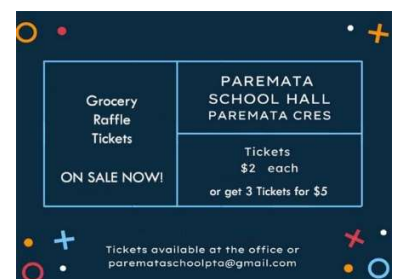 Grocery
Raffle
Tickets
ON SALE NOW!
PAREMATA
SCHOOL HALL
PAREMATA CRES
Tickets
$2 each
or get 3 Tickets for $5
Tickets available at the office or
paremataschoolpta@gmail.com